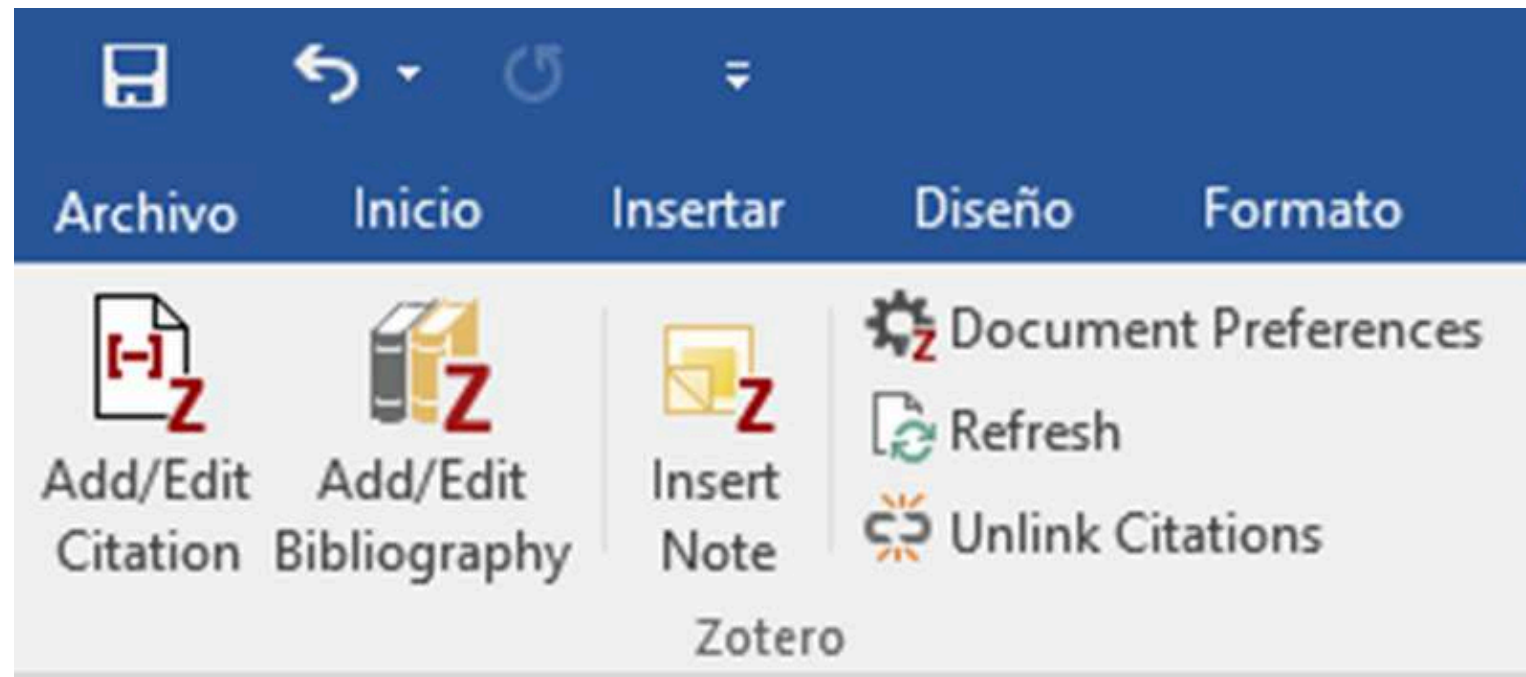 Archivo Inicio Insertar Diseño Formato
Add/Edit Citation
Add/Edit Bibliography
Insert Note
Document Preferences
Refresh
Unlink Citations
Zotero